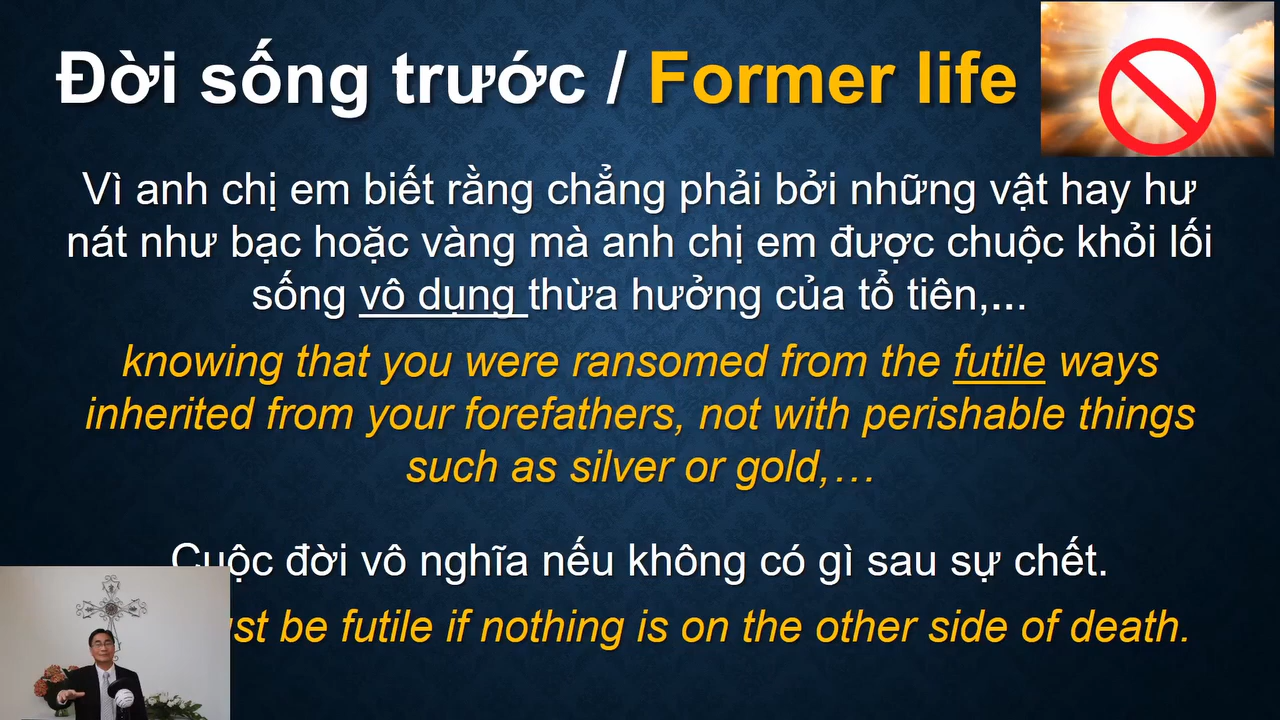 Đời sống trước / Former life
Vì anh chị em biết rằng chẳng phải bởi những vật hay hư
nát như bạc hoặc vàng mà anh chị em được chuộc khỏi lối
sống vô dụng thừa hưởng của tổ tiên,...
knowing that you were ransomed from the futile ways
inherited from your forefathers, not with perishable things
such as silver or gold,…
Cuộc đời vô nghĩa nếu không có gì sau sự chết.
be futile if nothing is on the other side of death.